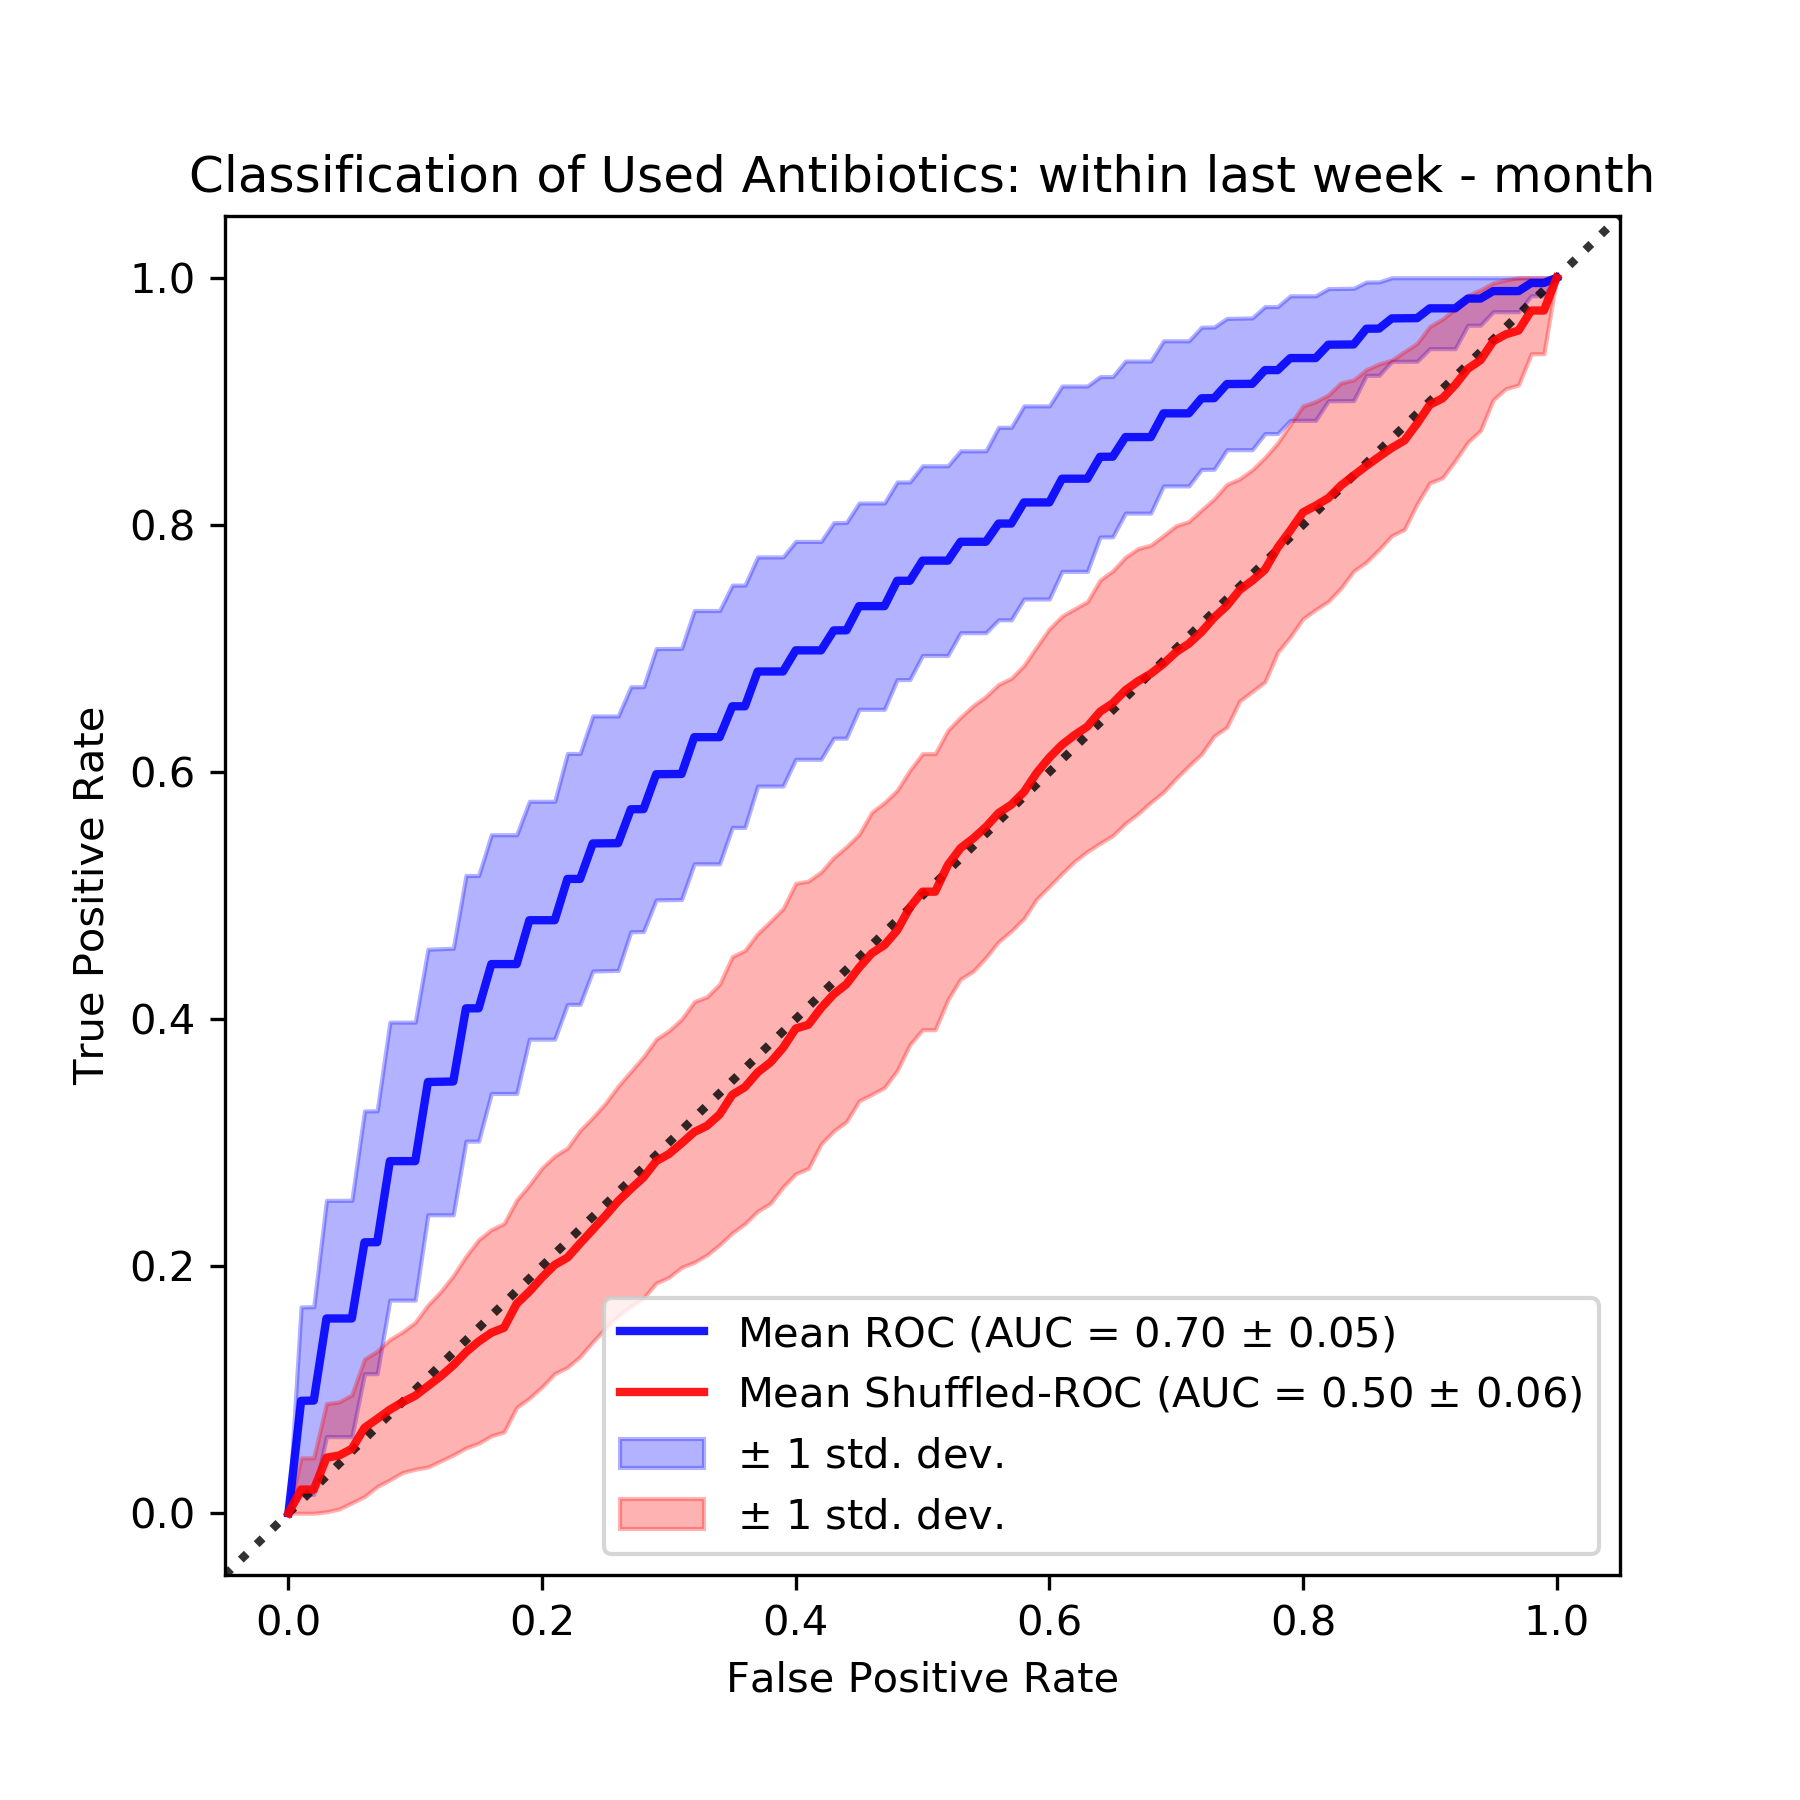 Classification of Used Antibiotics: within last week - month
1.0
0.8
0.6
0.4
0.2
0.0
True Positive Rate
Mean ROC (AUC = 0.70 ± 0.05)
Mean Shuffled-ROC (AUC = 0.50 ± 0.06)
± 1 std. dev.
± 1 std. dev.
0.0 0.2 0.4 0.6 0.8 1.0
False Positive Rate